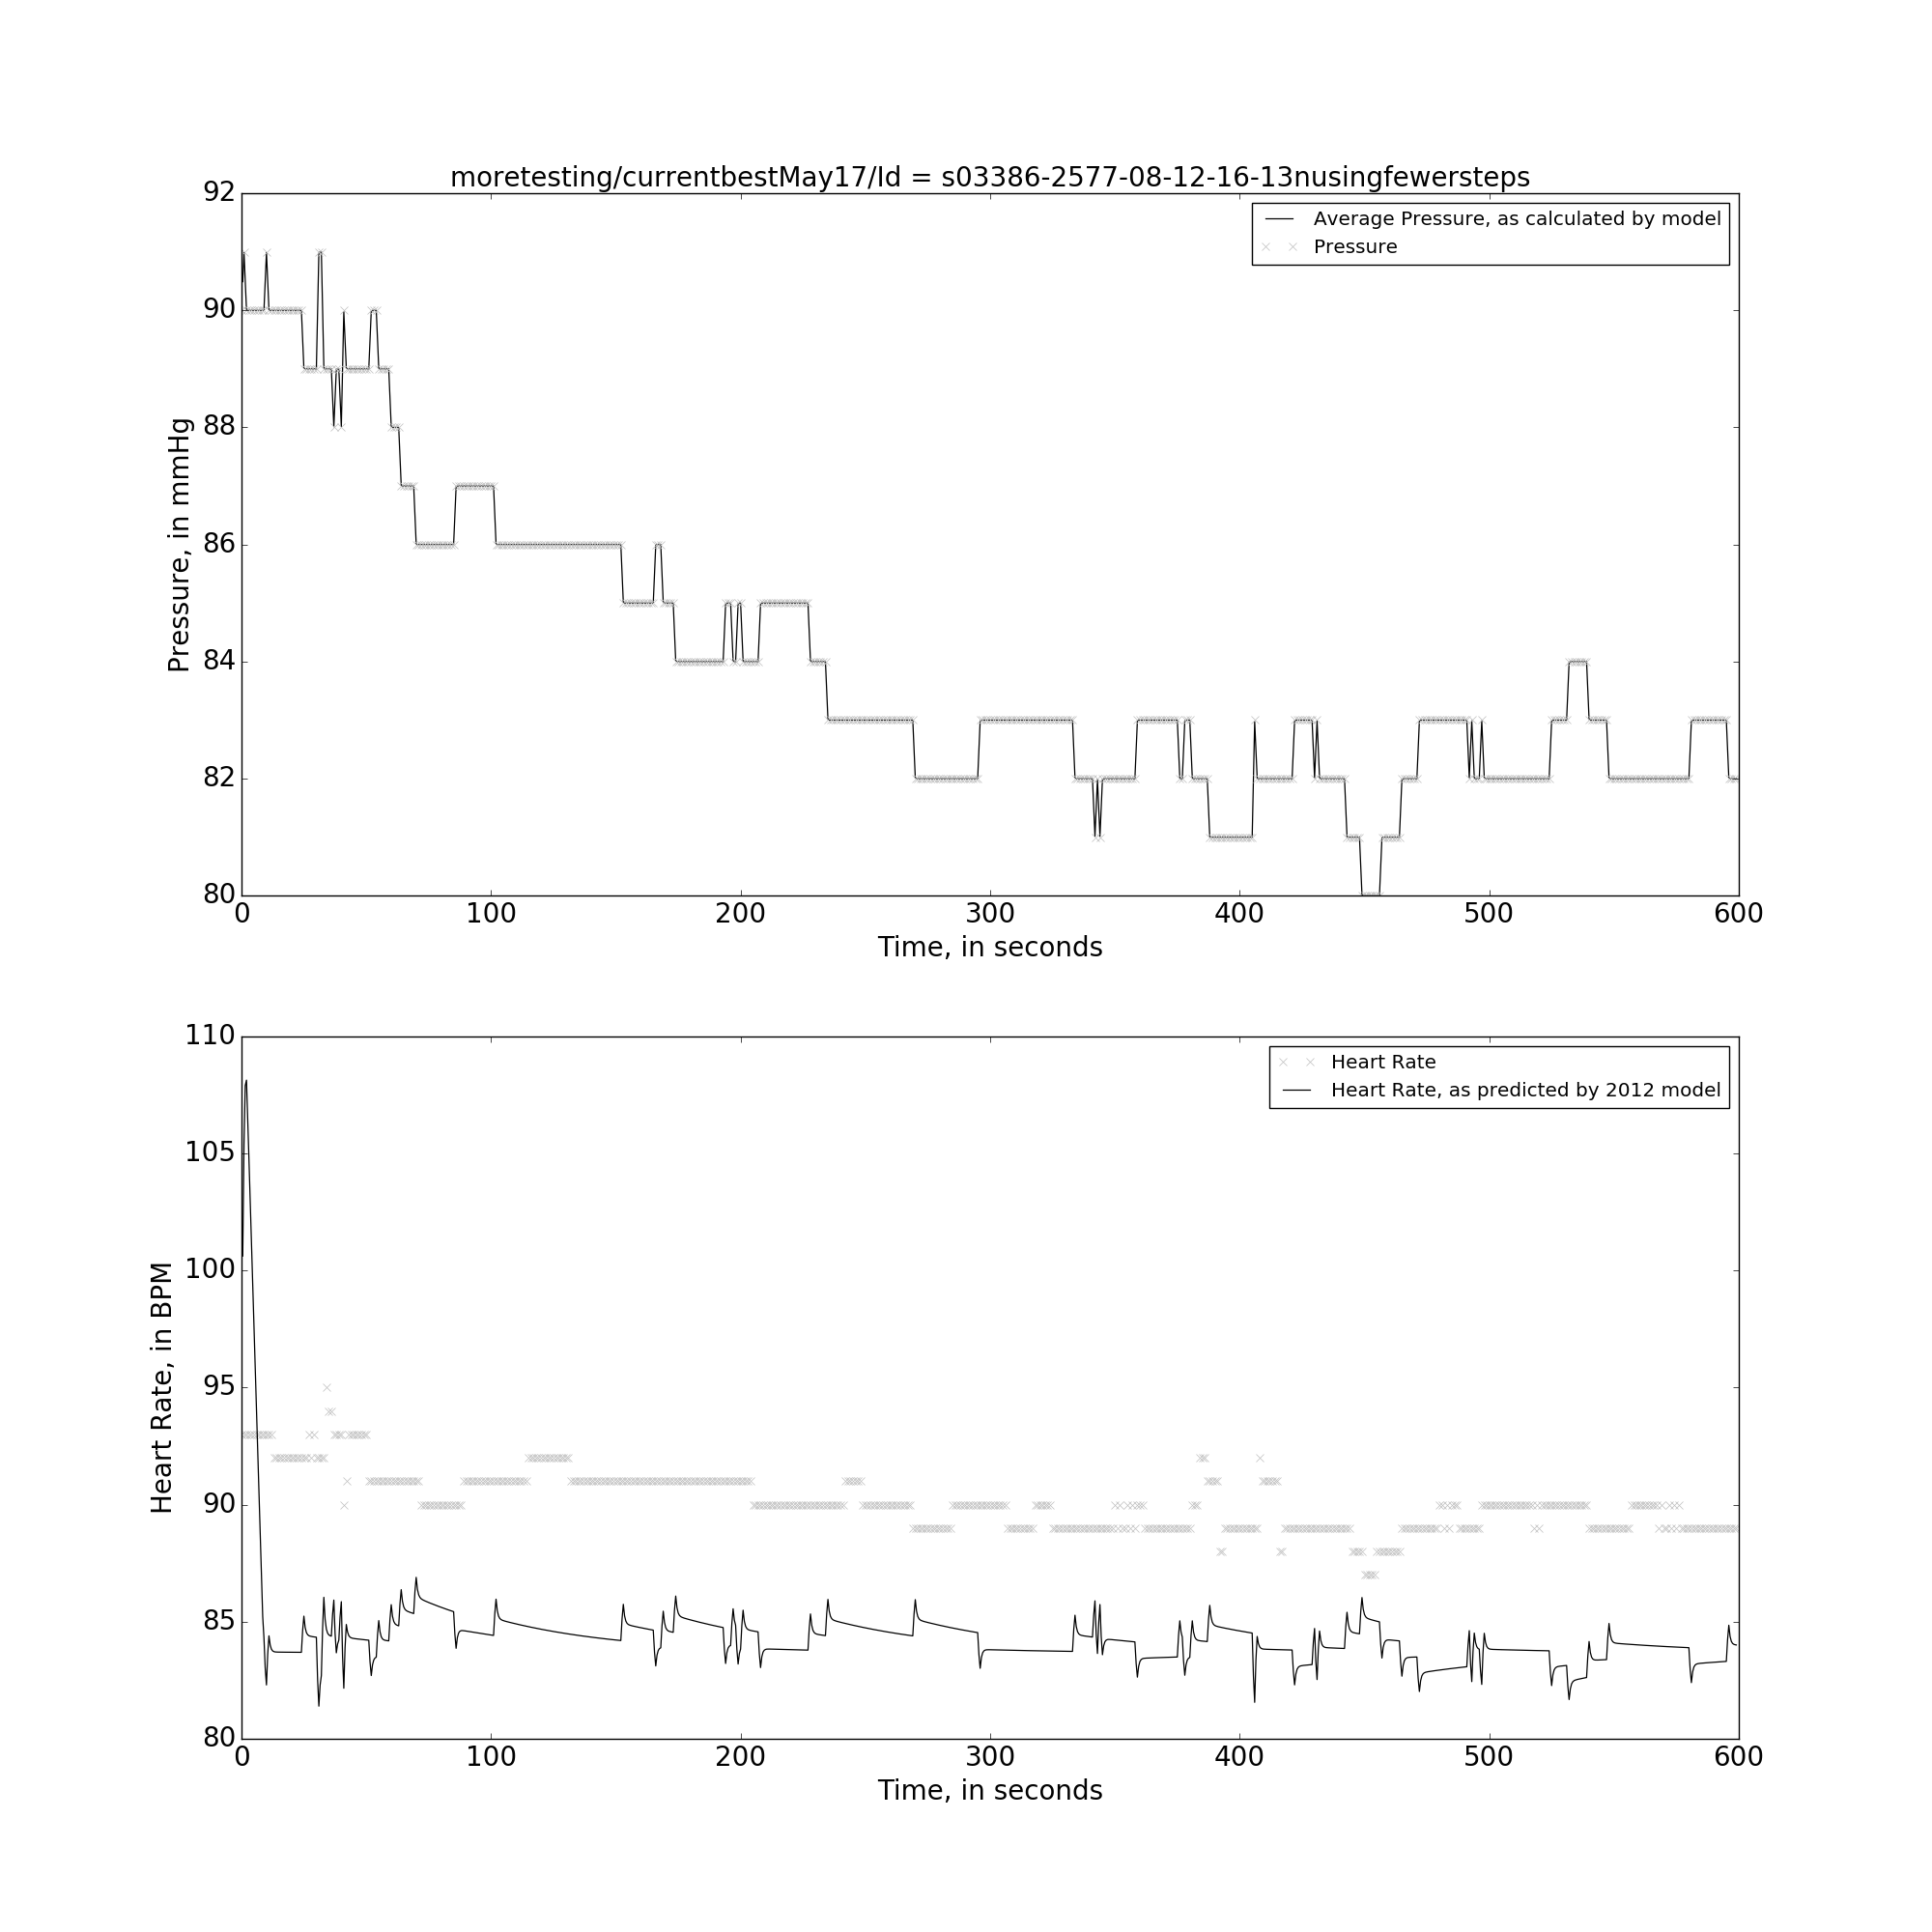 moretesting/currentbestMay17/Id = s03386-2577-08-12-16-13nusingfewersteps
Average Pressure, as calculated by model
Pressure
Pressure, in mmHg
92
90
88
86
84
82
80
0 100 200 300 400 500 600
Time, in seconds
Heart Rate
Heart Rate, as predicted by 2012 model
Heart Rate, in BPM
110
105
100
95
90
85
80
0 100 200 300 400 500 600
Time, in seconds